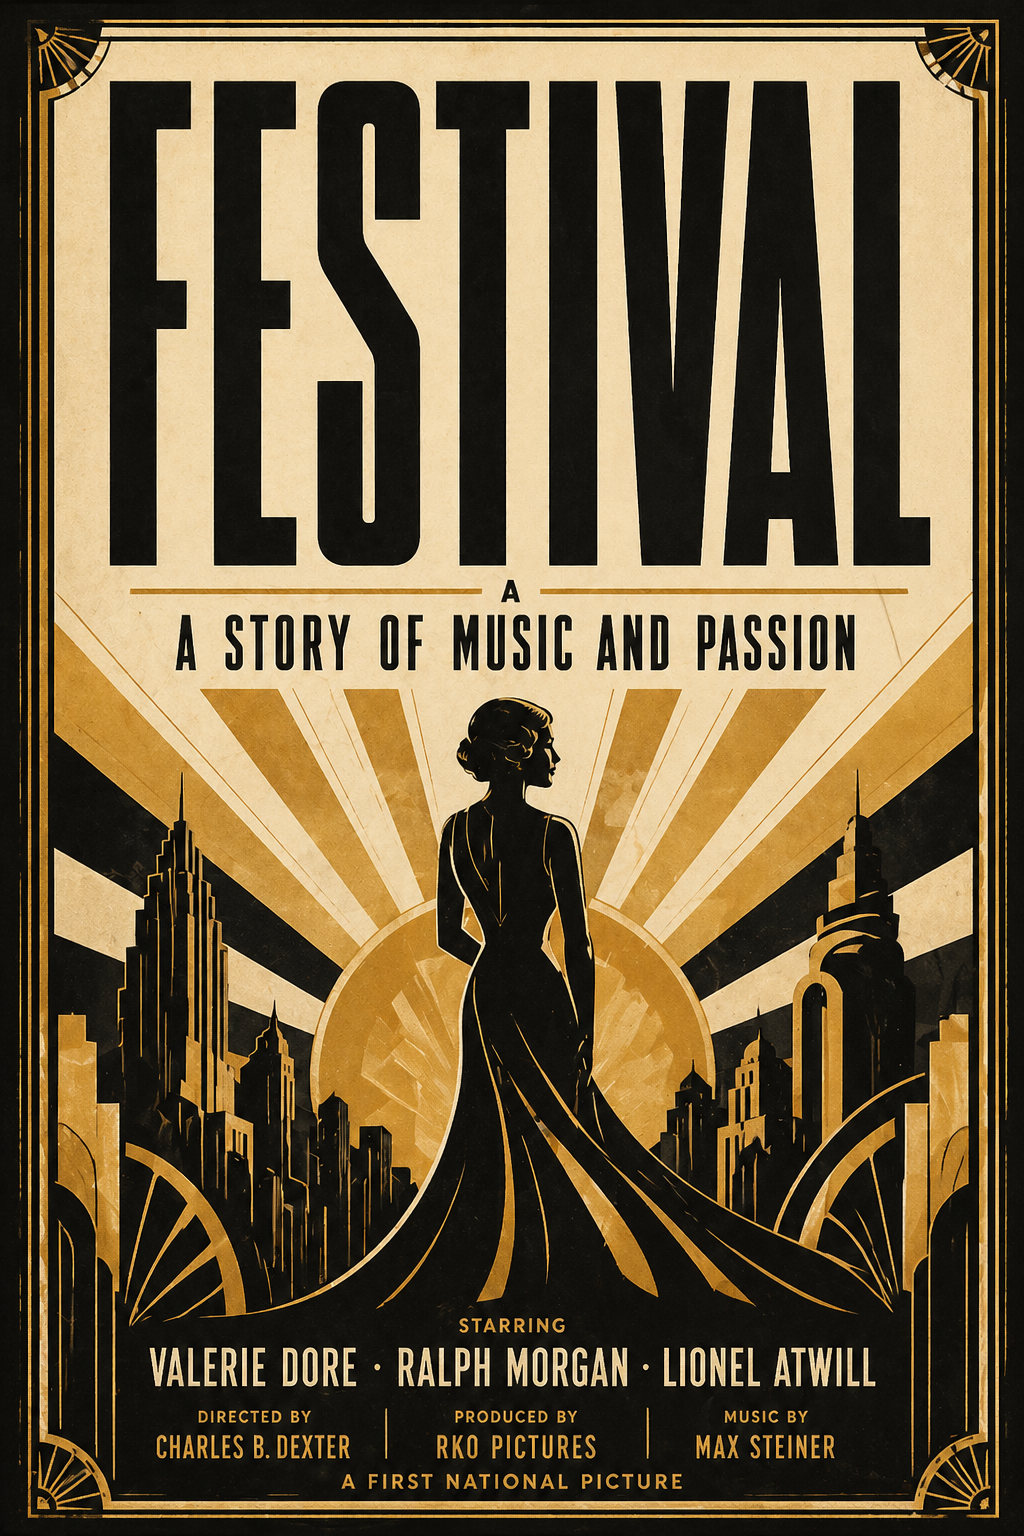 FESTIVAL
A
A STORY OF MUSIC AND PASSION
STARRING
VALERIE DORE · RALPH MORGAN · LIONEL ATWILL
DIRECTED BY
CHARLES B. DEXTER
PRODUCED BY
RKO PICTURES
MUSIC BY
MAX STEINER
A FIRST NATIONAL PICTURE